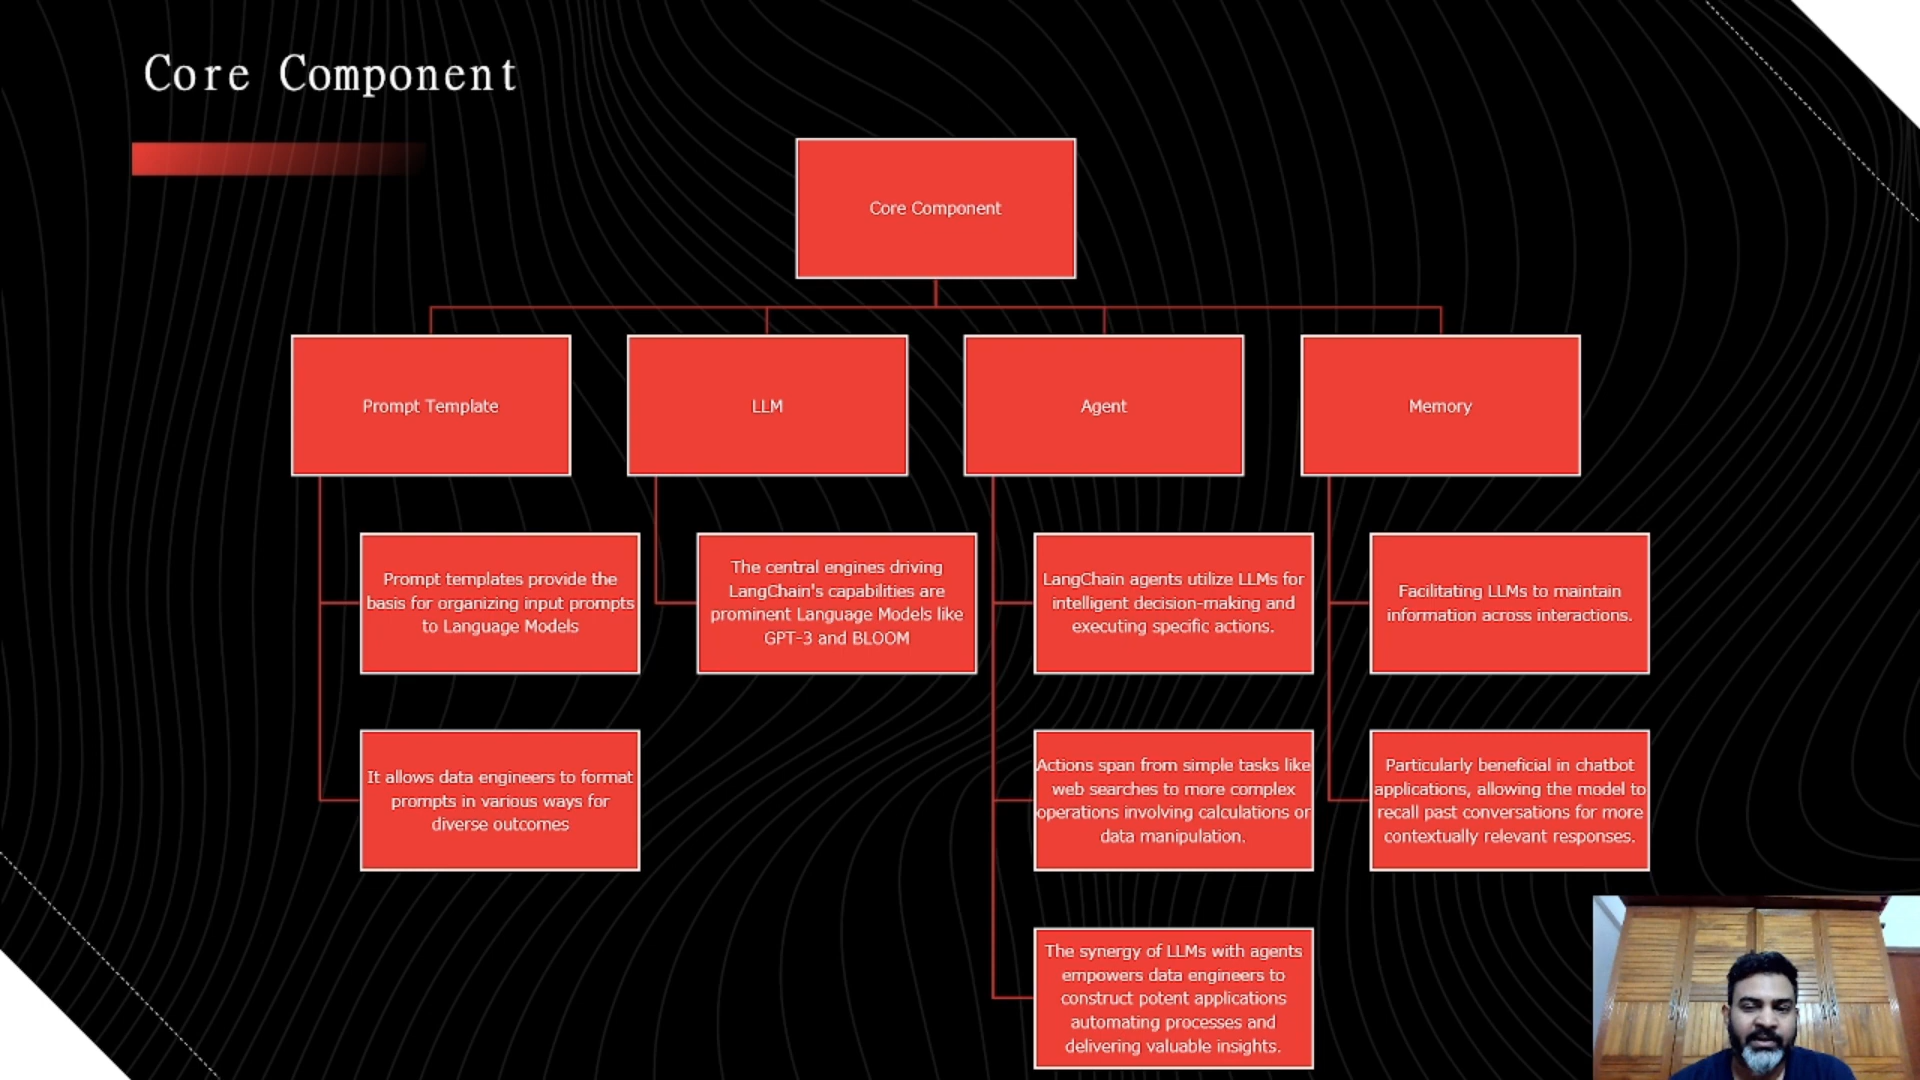 Core Component
Core Component
Prompt Template
LLM
Agent
Memory
Prompt templates provide the
basis for organizing input prompts
to Language Models
The central engines driving
LangChain's capabilities are
prominent Language Models like
GPT-3 and BLOOM
LangChain agents utilize LLMs for
intelligent decision-making and
executing specific actions.
Facilitating LLMs to maintain
information across interactions.
It allows data engineers to format
prompts in various ways for
diverse outcomes
Actions span from simple tasks like
web searches to more complex
operations involving calculations or
data manipulation.
Particularly beneficial in chatbot
applications, allowing the model to
recall past conversations for more
contextually relevant responses.
The synergy of LLMs with agents
empowers data engineers to
construct potent applications
automating processes and
delivering valuable insights.